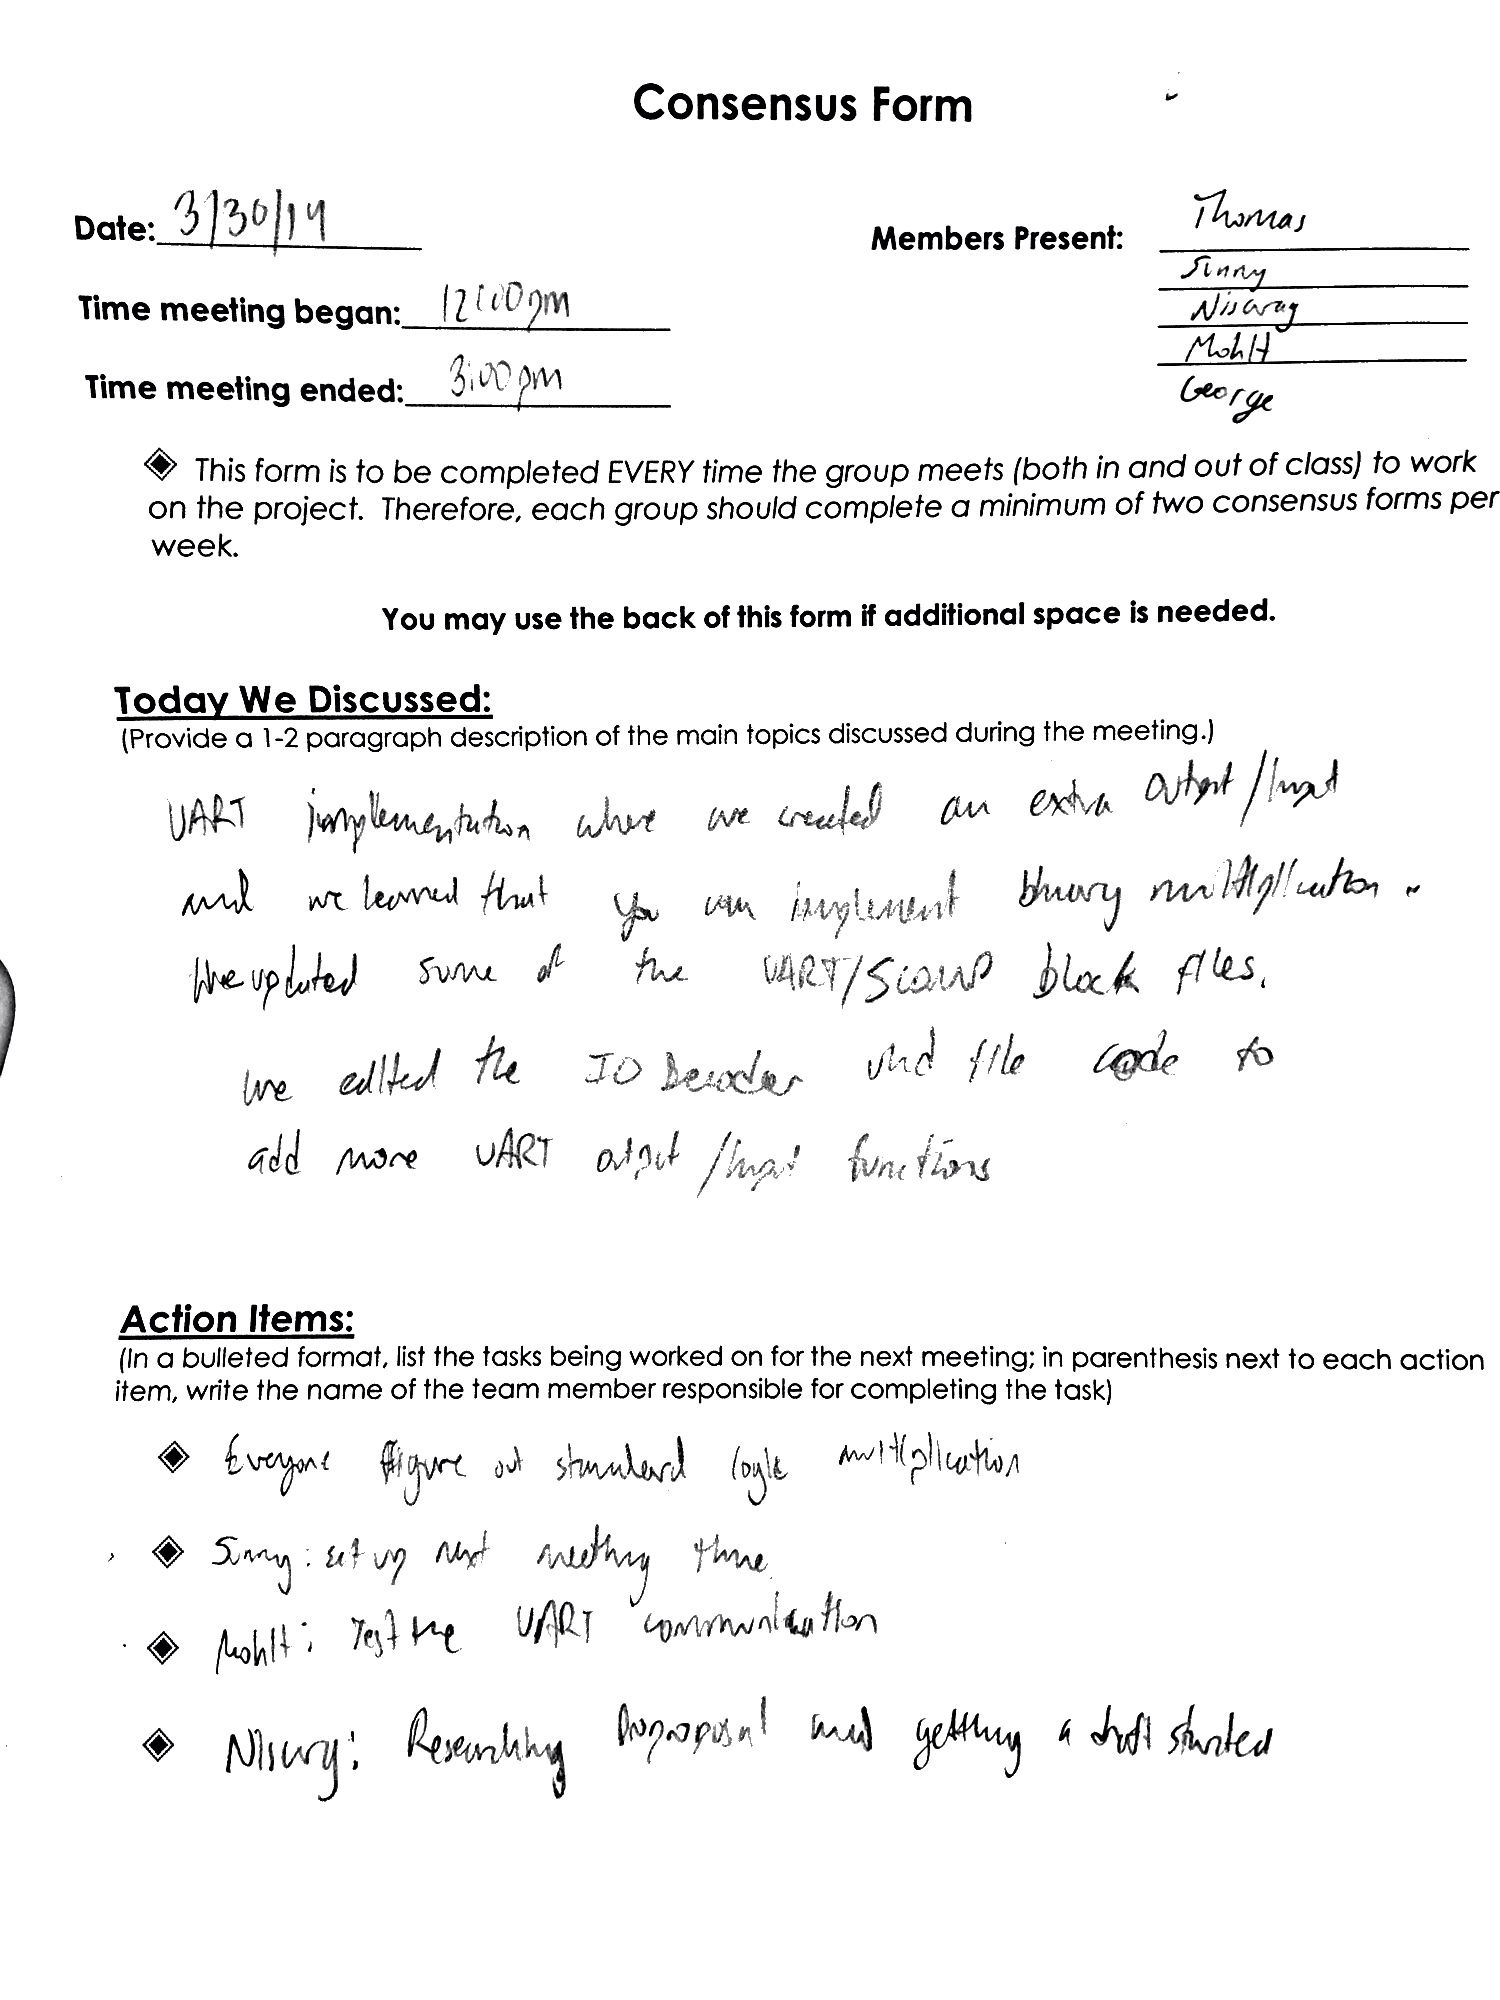 Consensus Form
Date: 3/30/19
Members Present: Thomas
Time meeting began: 12:00pm
Sunny
Nisarag
Mohit
Time meeting ended: 3:00pm
George
This form is to be completed EVERY time the group meets (both in and out of class) to work
on the project. Therefore, each group should complete a minimum of two consensus forms per
week.
You may use the back of this form if additional space is needed.
Today We Discussed:
(Provide a 1-2 paragraph description of the main topics discussed during the meeting.)
UART implementation where we created an extra output/Input
and we learned that you can implement binary multiplication.
We updated some of the UART/Scomp block files.
We edited the IO Decoder vhd file code to
add more UART output/Input functions
Action Items:
(In a bulleted format, list the tasks being worked on for the next meeting; in parenthesis next to each action
item, write the name of the team member responsible for completing the task)
Everyone figure out standard logic multiplication
Sunny: set up next meeting time
Mohit: Test the UART communication
Researching Proposal and getting a draft started